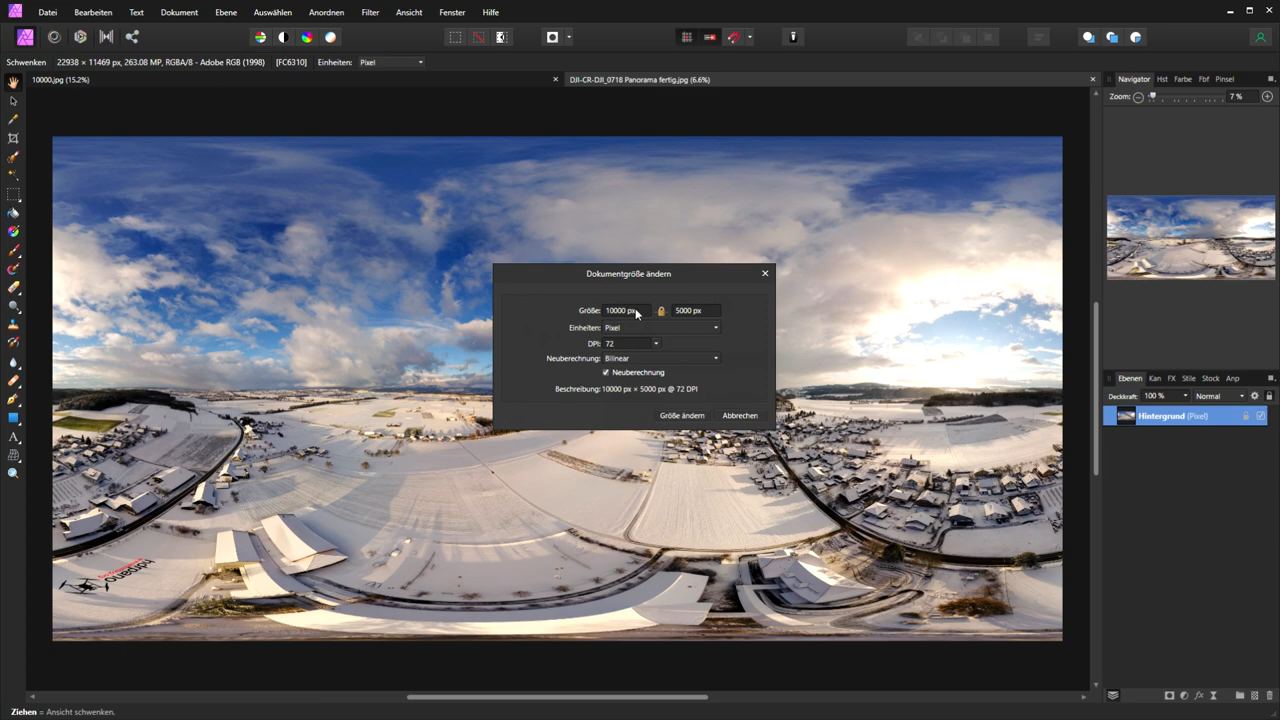 Datei Bearbeiten Text Dokument Ebene Auswählen Anordnen Filter Ansicht Fenster Hilfe
Schwenken 22938 × 11469 px, 263.08 MP, RGBA/8 - Adobe RGB (1998) [FC6310] Einheiten: Pixel
10000.jpg (15.2%) DJI-CR-DJI_0718 Panorama fertig.jpg (6.6%)
Navigator Hst Farbe Fbf Pinsel
Zoom: 7 %
Dokumentgröße ändern
Größe: 10000 px 5000 px
Einheiten: Pixel
DPI: 72
Neuberechnung: Bilinear
Neuberechnung
Beschreibung: 10000 px × 5000 px @ 72 DPI
Größe ändern Abbrechen
Ebenen Kan FX Stile Stock Anp
Deckkraft: 100 % Normal
Hintergrund (Pixel)
Ziehen = Ansicht schwenken.